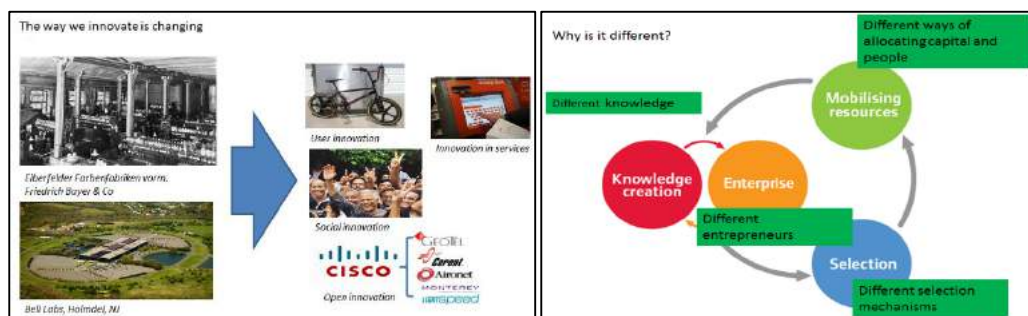 The way we innovate is changing
Elberfelder Farbenfabriken vorm.
Friedrich Bayer & Co
Bell Labs, Holmdel, NJ
User innovation
Innovation in services
Social innovation
CISCO
Open innovation
GEOTEL
Cerent
Aironet
MONTEREY
speed
Why is it different?
Different ways of
allocating capital and
people
Different knowledge
Mobilising
resources
Knowledge
creation
Enterprise
Different
entrepreneurs
Selection
Different selection
mechanisms